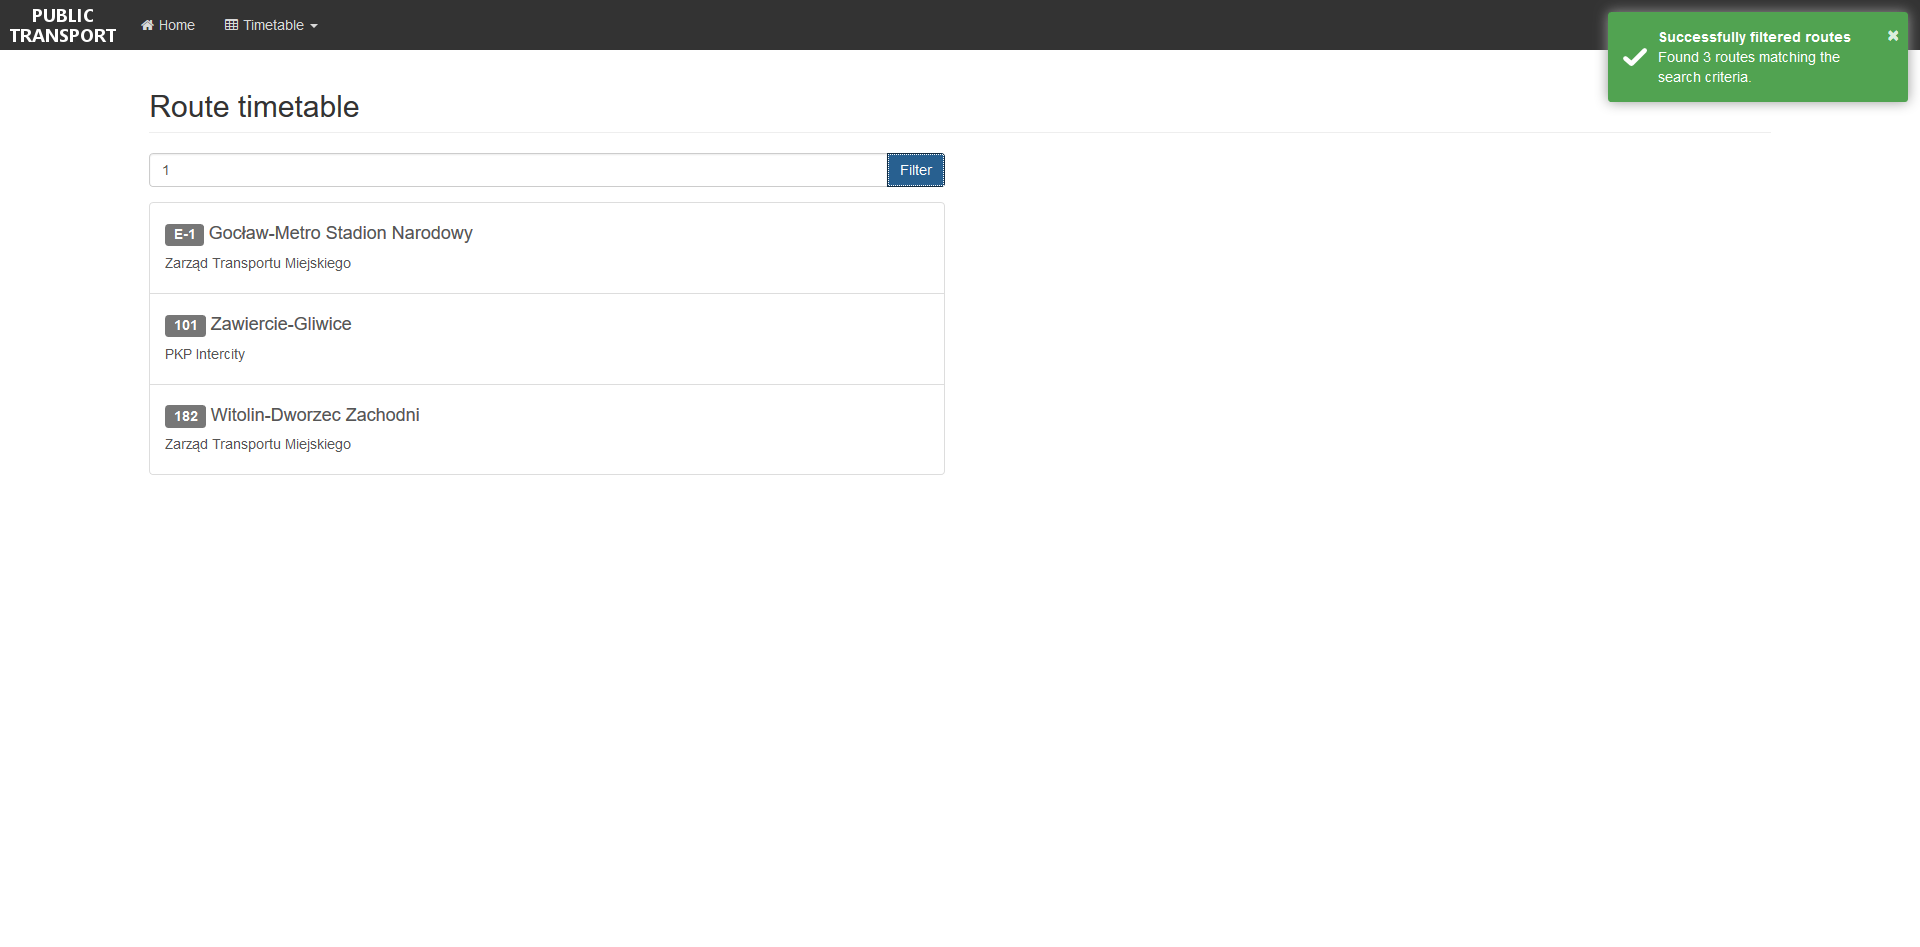 PUBLIC
TRANSPORT
Home
Timetable
Successfully filtered routes
Found 3 routes matching the
search criteria.
Route timetable
1
Filter
E-1 Gocław-Metro Stadion Narodowy
Zarząd Transportu Miejskiego
101 Zawiercie-Gliwice
PKP Intercity
182 Witolin-Dworzec Zachodni
Zarząd Transportu Miejskiego